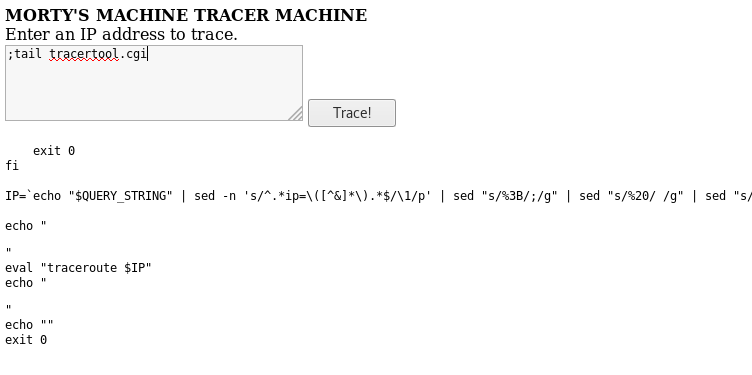 MORTY'S MACHINE TRACER MACHINE
Enter an IP address to trace.
;tail tracertool.cgi
Trace!
exit 0
fi
IP=`echo "$QUERY_STRING" | sed -n 's/^.*ip=\([^&]*\).*$/\1/p' | sed "s/%3B/;/g" | sed "s/%20/ /g" | sed "s/
echo "
"
eval "traceroute $IP"
echo "
"
echo ""
exit 0